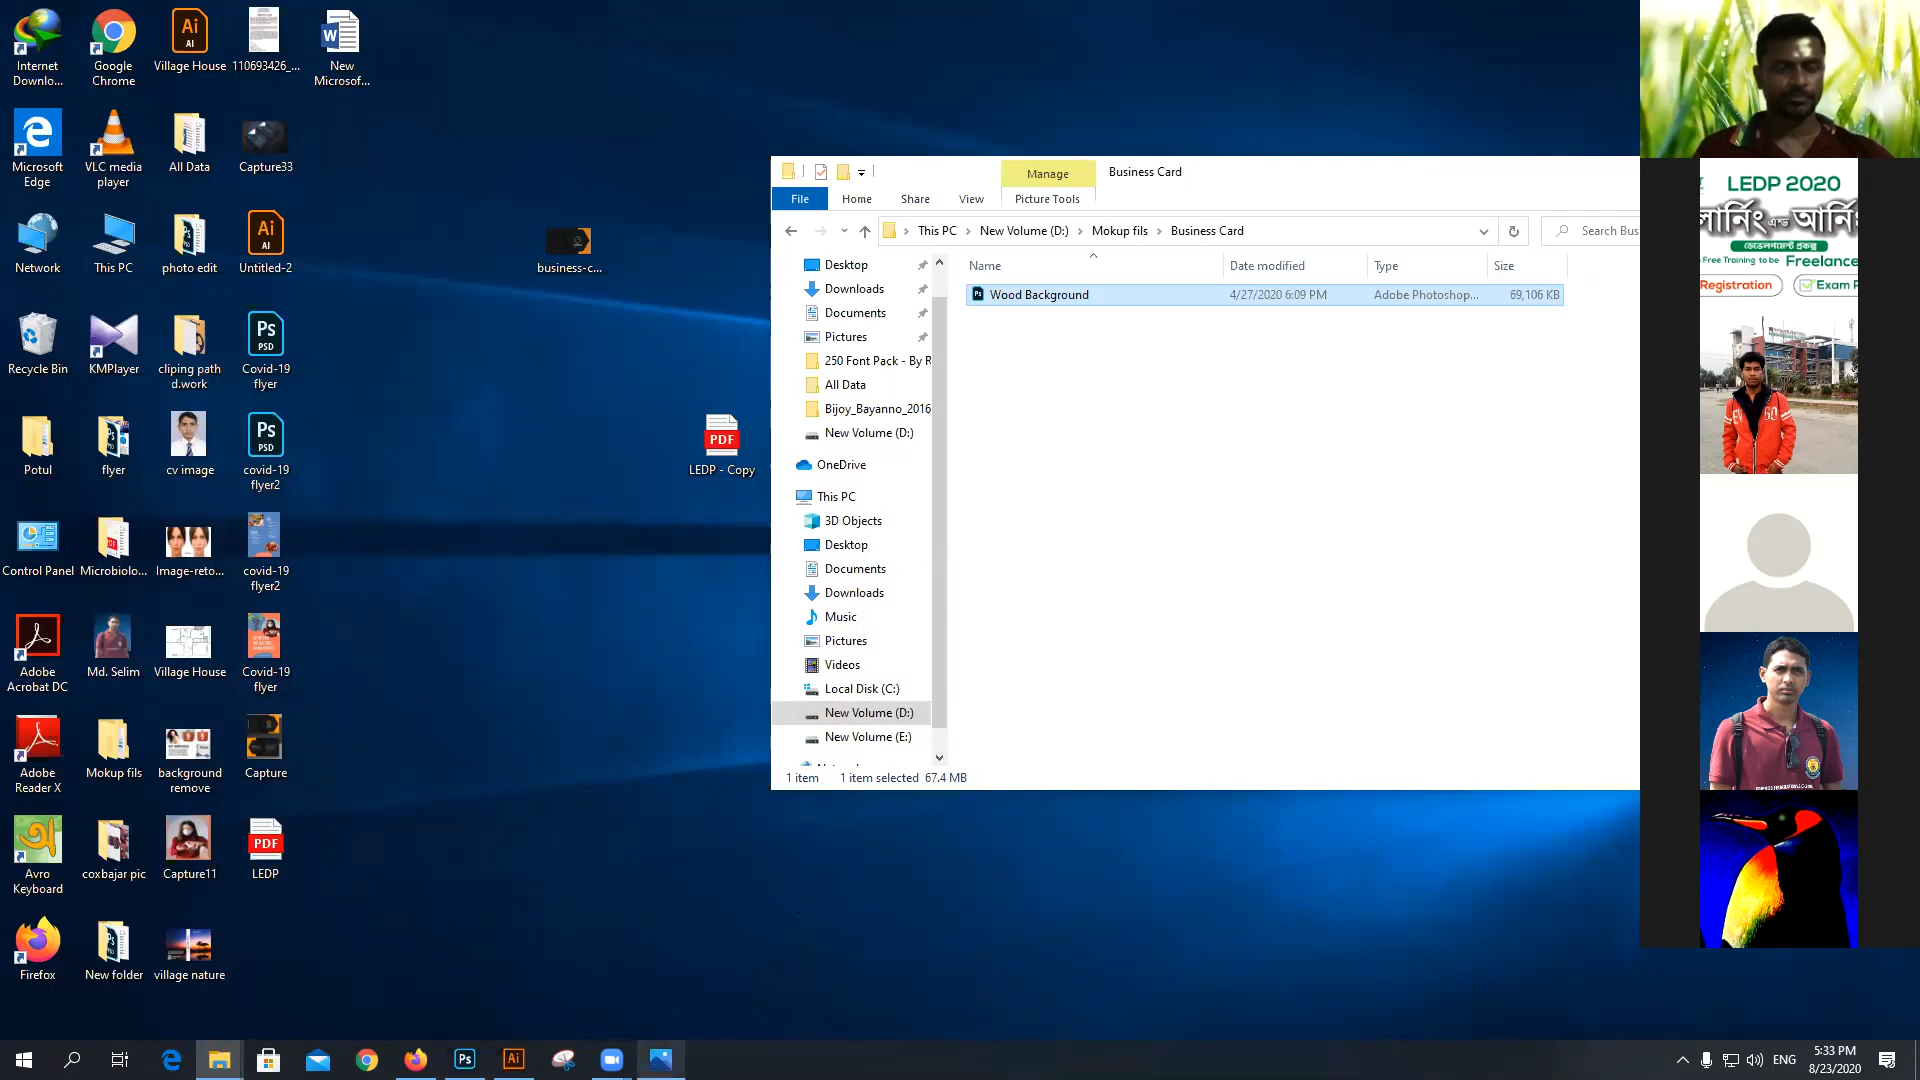 Internet
Downlo...
Google
Chrome
Village House
110693426_...
New
Microsof...
Microsoft
Edge
VLC media
player
All Data
Capture33
Network
This PC
photo edit
Untitled-2
Recycle Bin
KMPlayer
cliping path
d.work
Covid-19
flyer
Potul
flyer
cv image
covid-19
flyer2
Control Panel
Microbiolo...
Image-reto...
covid-19
flyer2
Adobe
Acrobat DC
Md. Selim
Village House
Covid-19
flyer
Adobe
Reader X
Mokup fils
background
remove
Capture
Avro
Keyboard
coxbajar pic
Capture11
LEDP
Firefox
New folder
village nature
business-c...
LEDP - Copy
Manage
Business Card
File
Home
Share
View
Picture Tools
This PC
New Volume (D:)
Mokup fils
Business Card
Search Bus
Desktop
Downloads
Documents
Pictures
250 Font Pack - By R
All Data
Bijoy_Bayanno_2016
New Volume (D:)
OneDrive
This PC
3D Objects
Desktop
Documents
Downloads
Music
Pictures
Videos
Local Disk (C:)
New Volume (D:)
New Volume (E:)
Name
Date modified
Type
Size
Wood Background
4/27/2020 6:09 PM
Adobe Photoshop...
69,106 KB
1 item
1 item selected
67.4 MB
LEDP 2020
লার্নিং এন্ড আর্নিং
ডেভেলপমেন্ট প্রকল্প
Free Training to be Freelance
Registration
Exam
ENG
5:33 PM
8/23/2020